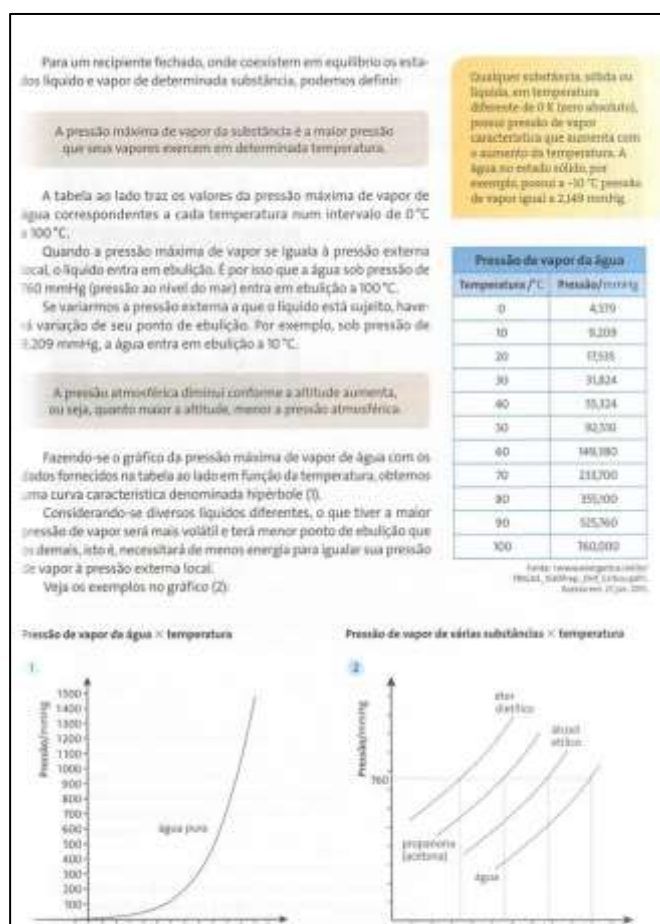 Para um recipiente fechado, onde coexistem em equilíbrio os esta-
dos líquido e vapor de determinada substância, podemos definir:
A pressão máxima de vapor da substância é a maior pressão
que seus vapores exercem em determinada temperatura.
A tabela ao lado traz os valores da pressão máxima de vapor de
água correspondentes a cada temperatura num intervalo de 0 °C
a 100 °C.
Quando a pressão máxima de vapor se iguala à pressão externa
local, o líquido entra em ebulição. É por isso que a água sob pressão de
760 mmHg (pressão ao nível do mar) entra em ebulição a 100 °C.
Se variarmos a pressão externa a que o líquido está sujeito, have-
rá variação de seu ponto de ebulição. Por exemplo, sob pressão de
9,209 mmHg, a água entra em ebulição a 10 °C.
A pressão atmosférica diminui conforme a altitude aumenta,
ou seja, quanto maior a altitude, menor a pressão atmosférica.
Fazendo-se o gráfico da pressão máxima de vapor de água com os
dados fornecidos na tabela ao lado em função da temperatura, obtemos
uma curva característica denominada hipérbole (1).
Considerando-se diversos líquidos diferentes, o que tiver a maior
pressão de vapor será mais volátil e terá menor ponto de ebulição que
os demais, isto é, necessitará de menos energia para igualar sua pressão
de vapor à pressão externa local.
Veja os exemplos no gráfico (2):
Qualquer substância, sólida ou
líquida, em temperatura
diferente de 0 K (zero absoluto),
possui pressão de vapor
característica que aumenta com
o aumento da temperatura. A
água no estado sólido, por
exemplo, possui a –10 °C pressão
de vapor igual a 2,149 mmHg.
Pressão de vapor da água
Temperatura/°C Pressão/mmHg
0 4,579
10 9,209
20 17,535
30 31,824
40 55,324
50 92,510
60 149,380
70 233,700
80 355,100
90 525,760
100 760,000
Fonte:
Acesso em: 21 jan.
Pressão de vapor da água × temperatura
1
Pressão/mmHg
1500
1400
1300
1200
1100
1000
900
800
700
600
500
400
300
200
100
água pura
Pressão de vapor de várias substâncias × temperatura
2
Pressão/mmHg
760
éter
dietílico
álcool
etílico
propanona
(acetona)
água